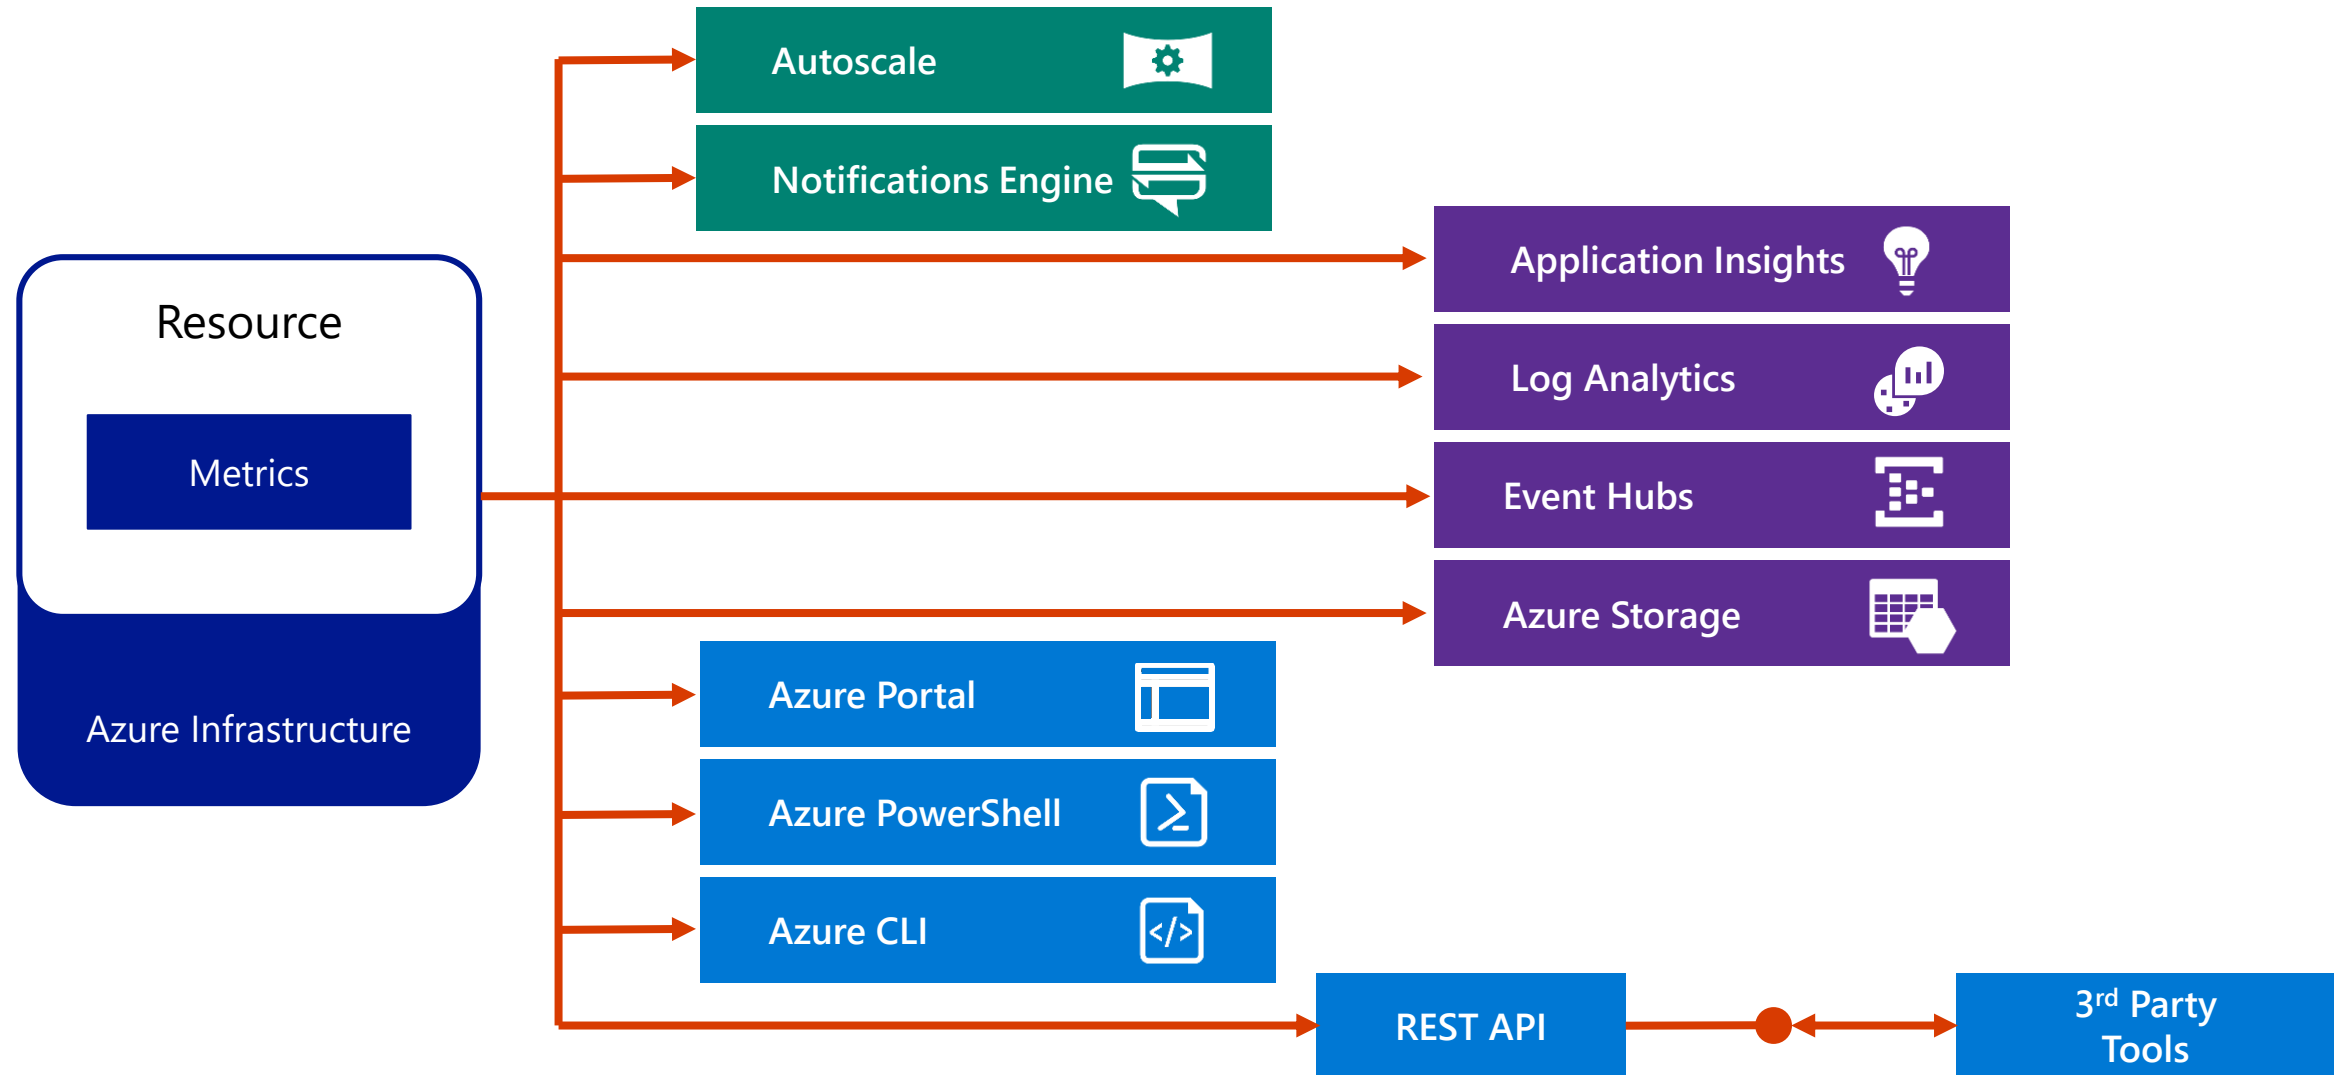 Autoscale
Notifications Engine
Application Insights
Resource
Log Analytics
Metrics
Event Hubs
Azure Storage
Azure Portal
Azure Infrastructure
Azure PowerShell
Azure CLI
REST API
3rd Party
Tools